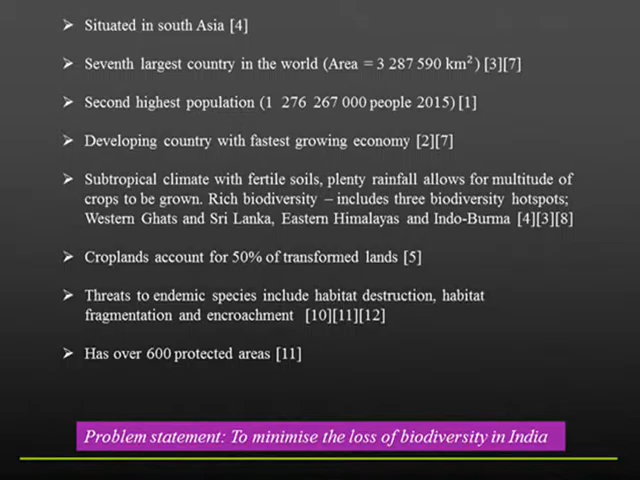 ➢ Situated in south Asia [4]
➢ Seventh largest country in the world (Area = 3 287 590 km²) [3][7]
➢ Second highest population (1 276 267 000 people 2015) [1]
➢ Developing country with fastest growing economy [2][7]
➢ Subtropical climate with fertile soils, plenty rainfall allows for multitude of
crops to be grown. Rich biodiversity – includes three biodiversity hotspots;
Western Ghats and Sri Lanka, Eastern Himalayas and Indo-Burma [4][3][8]
➢ Croplands account for 50% of transformed lands [5]
➢ Threats to endemic species include habitat destruction, habitat
fragmentation and encroachment [10][11][12]
➢ Has over 600 protected areas [11]
Problem statement: To minimise the loss of biodiversity in India